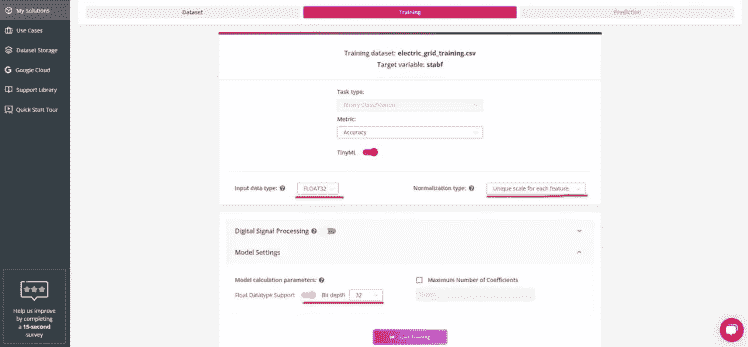 My Solutions
Use Cases
Dataset Storage
Google Cloud
Support Library
Quick Start Tour
Help us improve
by completing
a 15-second
survey
Dataset
Training
Prediction
Training dataset: electric_grid_training.csv
Target variable: stabf
Task type:
Binary Classification
Metric:
Accuracy
TinyML
Input data type:
FLOAT32
Normalization type:
Unique scale for each feature
Digital Signal Processing
Model Settings
Model calculation parameters:
Float Datatype Support
Bit depth
32
Maximum Number of Coefficients
Training